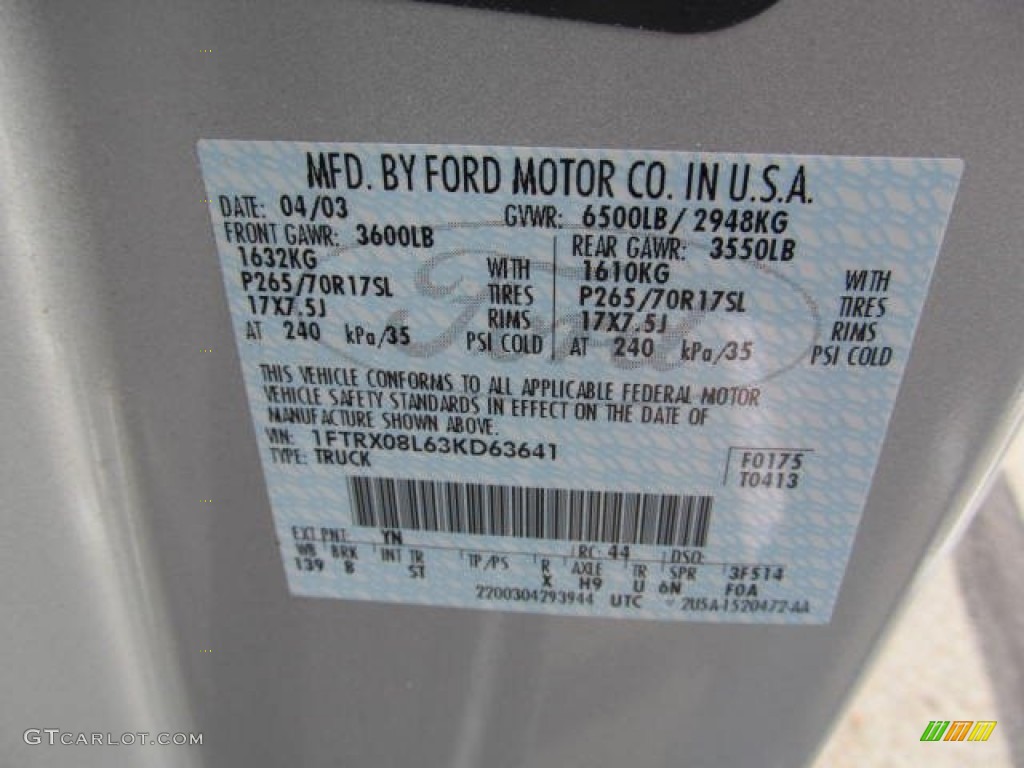 MFD. BY FORD MOTOR CO. IN U.S.A.
DATE: 04/03 GVWR: 6500LB/ 2948KG
FRONT GAWR: 3600LB REAR GAWR: 3550LB
1632KG WITH 1610KG WITH
P265/70R17SL TIRES P265/70R17SL TIRES
17X7.5J RIMS 17X7.5J RIMS
AT 240 kPa/35 PSI COLD AT 240 kPa/35 PSI COLD
Ford
THIS VEHICLE CONFORMS TO ALL APPLICABLE FEDERAL MOTOR
VEHICLE SAFETY STANDARDS IN EFFECT ON THE DATE OF
MANUFACTURE SHOWN ABOVE.
VIN: 1FTRX08L63KD63641
TYPE: TRUCK
F0175
T0413
EXT PNT: YN RC: 44 DSO:
WB BRK INT TR TP/PS R AXLE TR SPR 3F514
139 8 ST X H9 U 6N F0A
2200304293944 UTC 2U5A-1520472-AA
GTCARLOT.COM